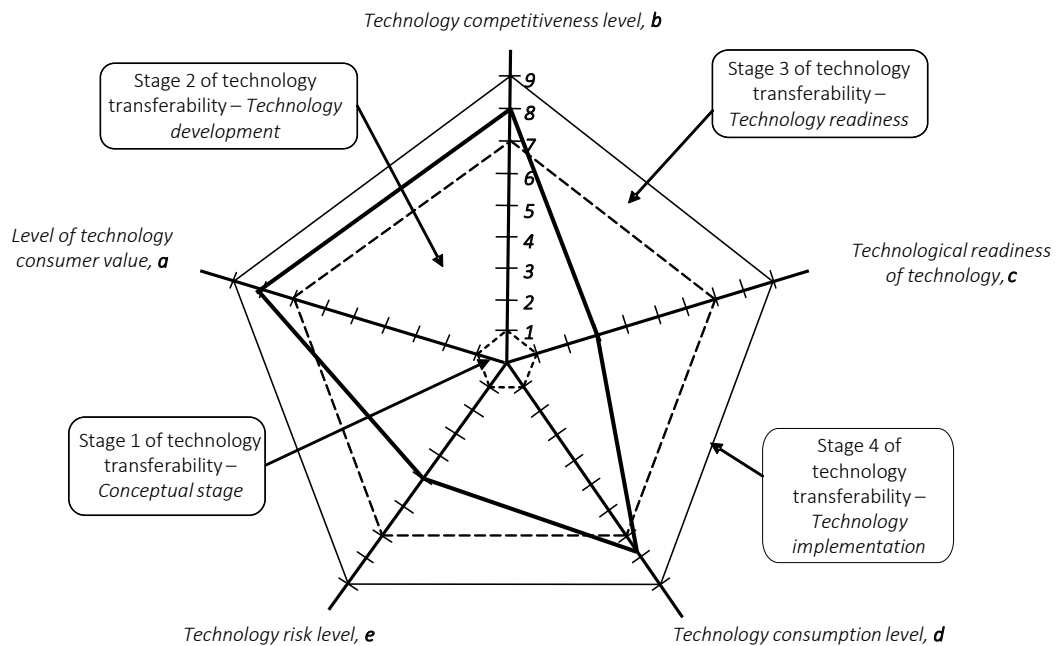 Technology competitiveness level, b
Stage 2 of technology
transferability – Technology
development
Stage 3 of technology
transferability –
Technology readiness
9
8
7
6
5
4
3
2
1
Level of technology
consumer value, a
Technological readiness
of technology, c
Stage 1 of technology
transferability –
Conceptual stage
Stage 4 of
technology
transferability –
Technology
implementation
Technology risk level, e
Technology consumption level, d